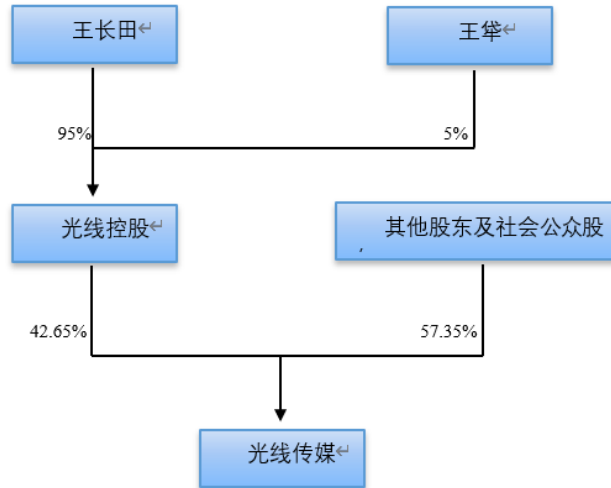 王长田
王牮
95%
5%
光线控股
其他股东及社会公众股
,
42.65%
57.35%
光线传媒